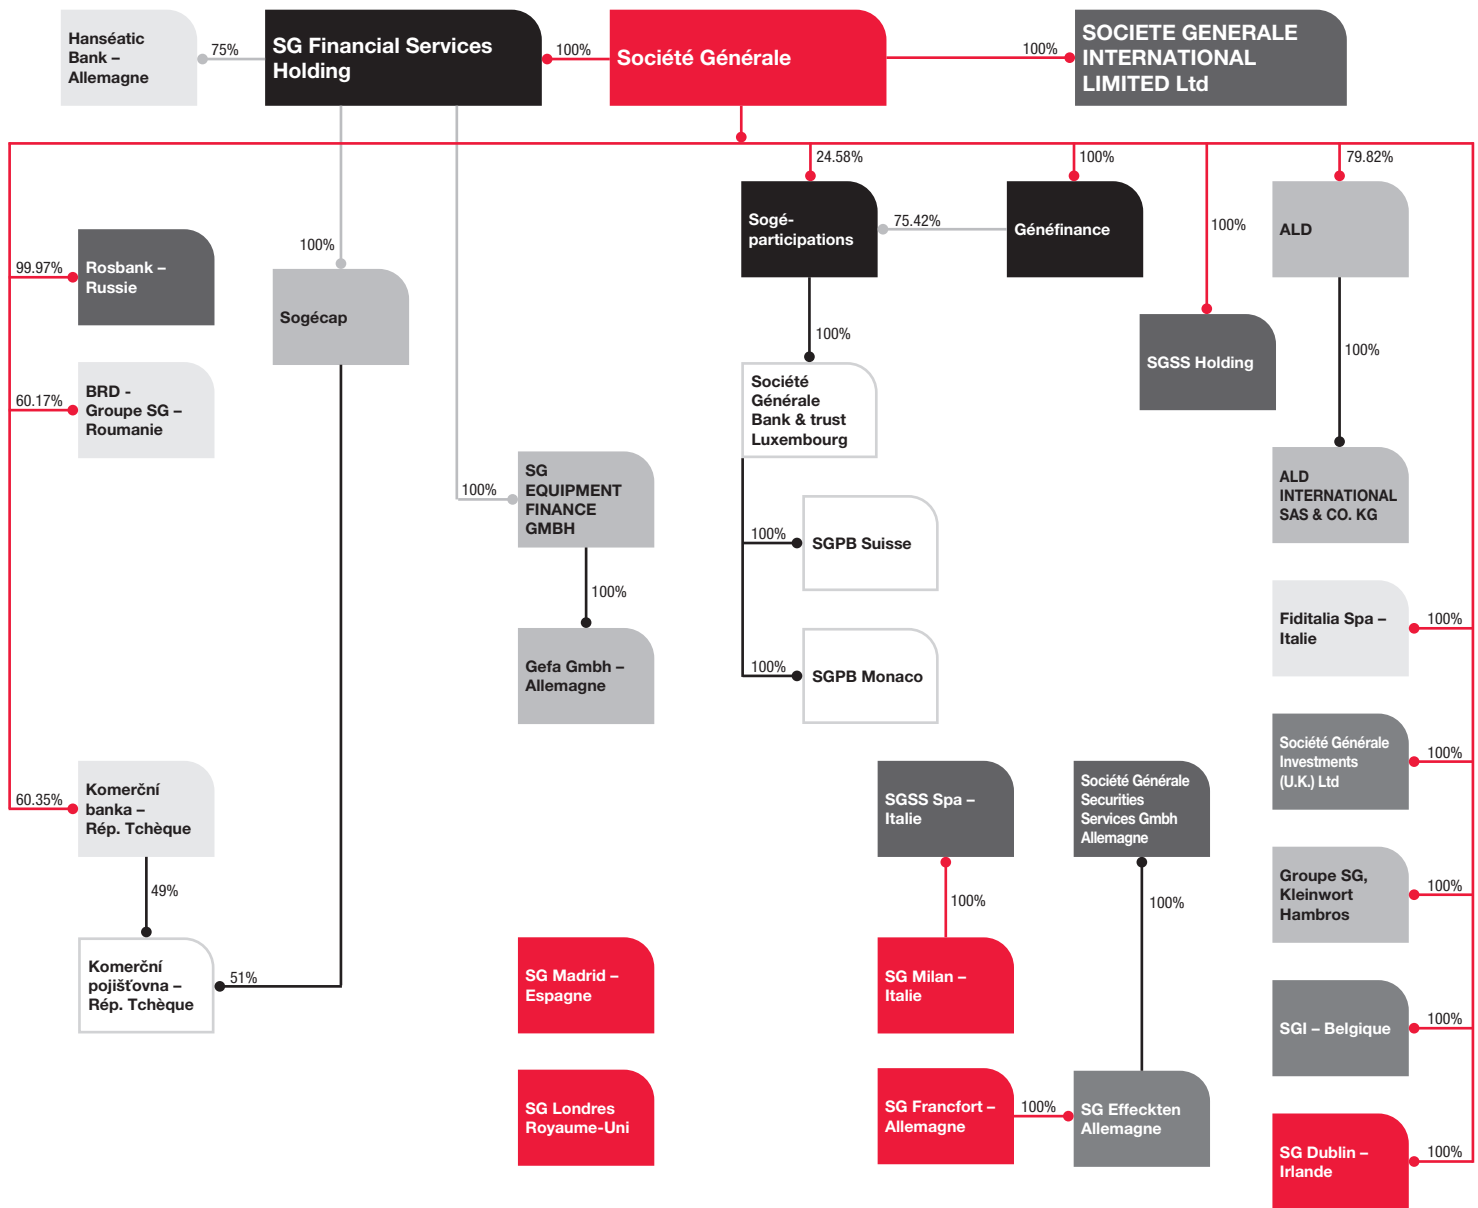 Hanséatic
Bank –
Allemagne
75%
SG Financial Services
Holding
100%
Société Générale
100%
SOCIETE GENERALE
INTERNATIONAL
LIMITED Ltd
24.58%
100%
79.82%
Sogé-
participations
75.42%
Généfinance
100%
ALD
99.97%
Rosbank –
Russie
100%
Sogécap
100%
SGSS Holding
100%
60.17%
BRD -
Groupe SG –
Roumanie
Société
Générale
Bank & trust
Luxembourg
100%
SG
EQUIPMENT
FINANCE
GMBH
ALD
INTERNATIONAL
SAS & CO. KG
100%
SGPB Suisse
100%
Gefa Gmbh –
Allemagne
100%
SGPB Monaco
Fiditalia Spa –
Italie
100%
Société Générale
Investments
(U.K.) Ltd
100%
60.35%
Komerční
banka –
Rép. Tchèque
SGSS Spa –
Italie
Société Générale
Securities
Services Gmbh
Allemagne
49%
100%
100%
Groupe SG,
Kleinwort
Hambros
100%
Komerční
pojišťovna –
Rép. Tchèque
51%
SG Madrid –
Espagne
SG Milan –
Italie
SGI – Belgique
100%
SG Londres
Royaume-Uni
SG Francfort –
Allemagne
100%
SG Effeckten
Allemagne
SG Dublin –
Irlande
100%